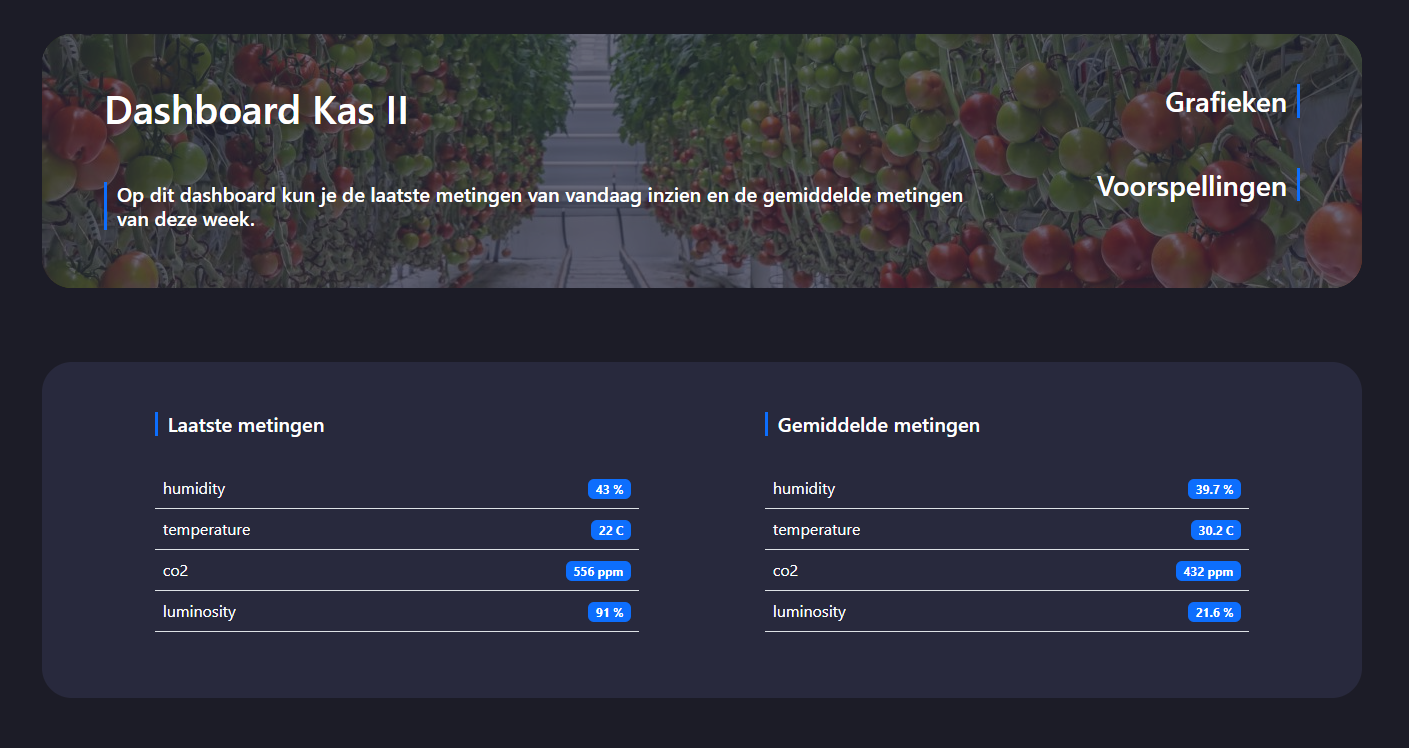 Dashboard Kas II
Op dit dashboard kun je de laatste metingen van vandaag inzien en de gemiddelde metingen
van deze week.
Grafieken
Voorspellingen
Laatste metingen
humidity 43 %
temperature 22 C
co2 556 ppm
luminosity 91 %
Gemiddelde metingen
humidity 39.7 %
temperature 30.2 C
co2 432 ppm
luminosity 21.6 %